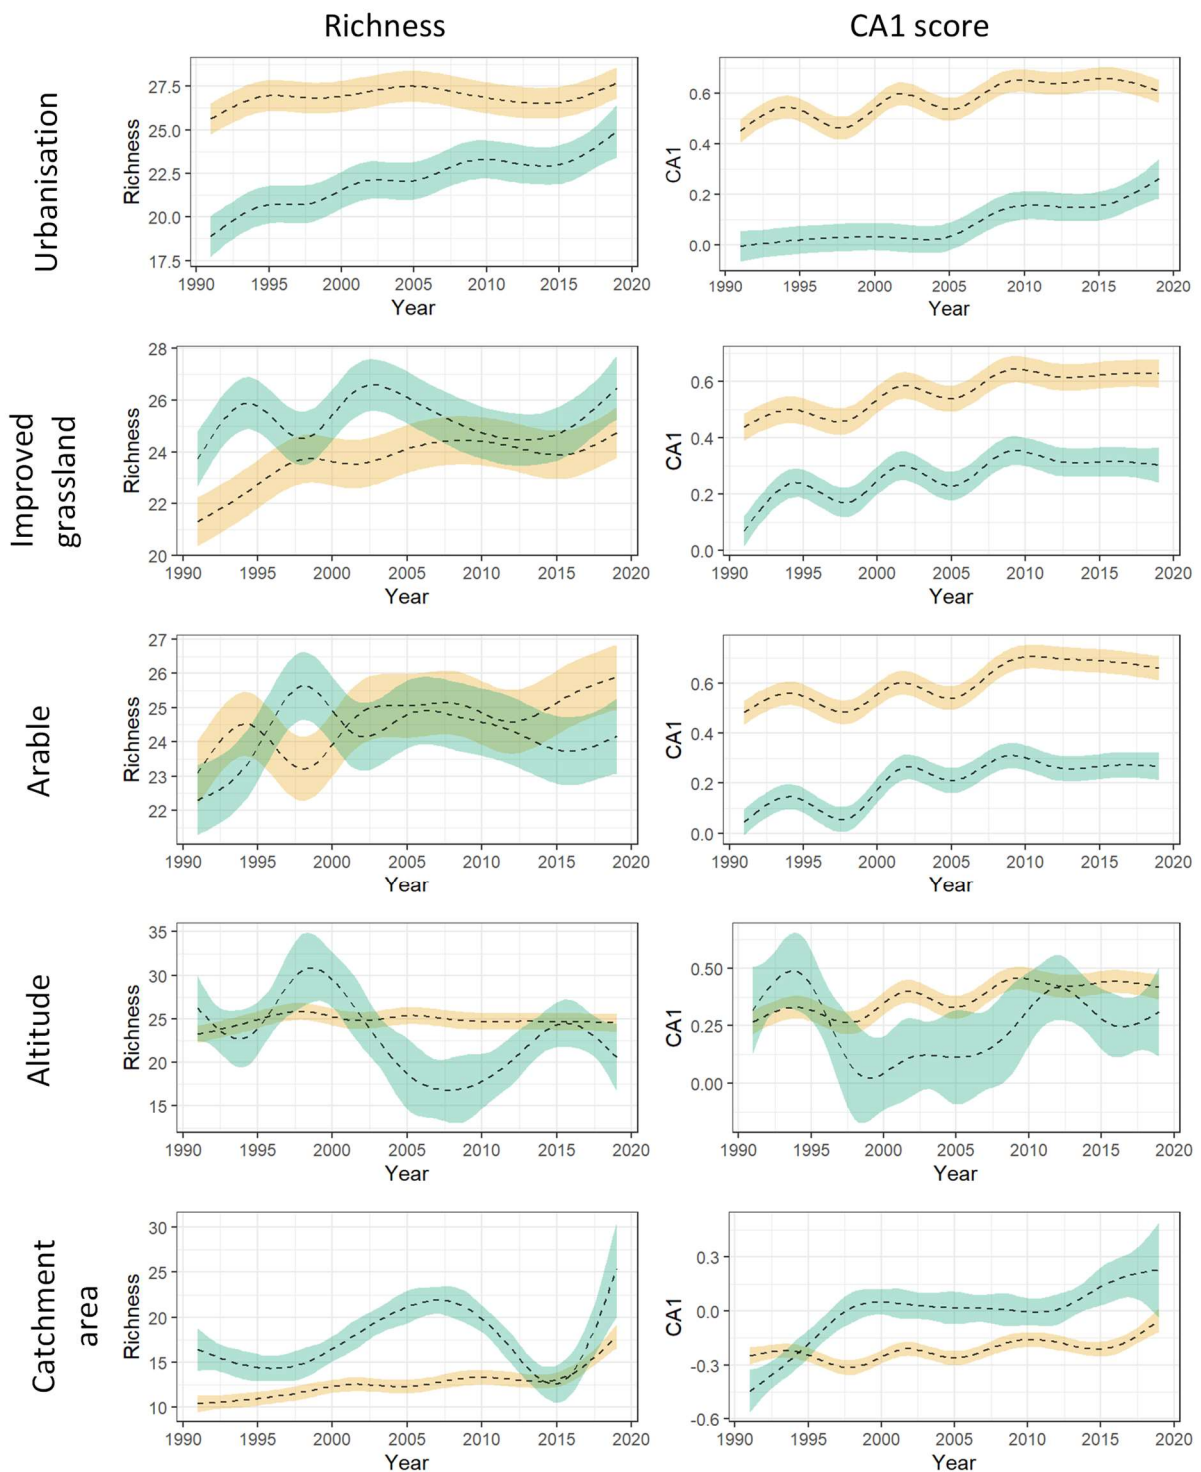 Richness CA1 score
Urbanisation
Richness
27.5
25.0
22.5
20.0
17.5
1990 1995 2000 2005 2010 2015 2020
Year
CA1
0.6
0.4
0.2
0.0
1990 1995 2000 2005 2010 2015 2020
Year
Improved
grassland
Richness
28
26
24
22
20
1990 1995 2000 2005 2010 2015 2020
Year
CA1
0.6
0.4
0.2
0.0
1990 1995 2000 2005 2010 2015 2020
Year
Arable
Richness
27
26
25
24
23
22
1990 1995 2000 2005 2010 2015 2020
Year
CA1
0.6
0.4
0.2
0.0
1990 1995 2000 2005 2010 2015 2020
Year
Altitude
Richness
35
30
25
20
15
1990 1995 2000 2005 2010 2015 2020
Year
CA1
0.50
0.25
0.00
1990 1995 2000 2005 2010 2015 2020
Year
Catchment
area
Richness
30
25
20
15
10
1990 1995 2000 2005 2010 2015 2020
Year
CA1
0.3
0.0
-0.3
-0.6
1990 1995 2000 2005 2010 2015 2020
Year